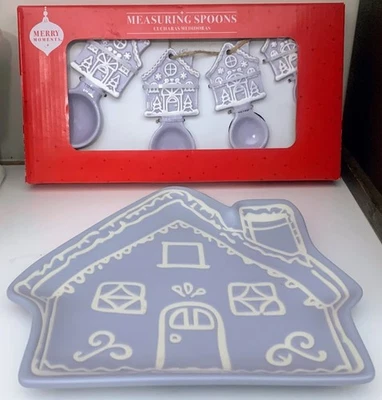 MERRY
MOMENTS
MEASURING SPOONS
CUCHARAS MEDIDORAS